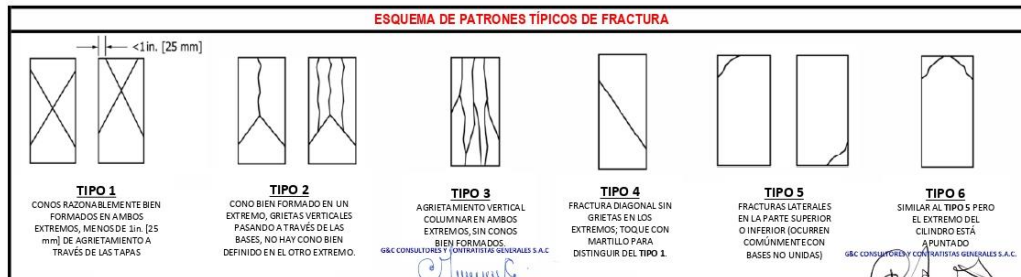 ESQUEMA DE PATRONES TÍPICOS DE FRACTURA
<1in. [25 mm]
TIPO 1
CONOS RAZONABLEMENTE BIEN
FORMADOS EN AMBOS
EXTREMOS, MENOS DE 1in. [25
mm] DE AGRIETAMIENTO A
TRAVÉS DE LAS TAPAS
TIPO 2
CONO BIEN FORMADO EN UN
EXTREMO, GRIETAS VERTICALES
PASANDO A TRAVÉS DE LAS
BASES, NO HAY CONO BIEN
DEFINIDO EN EL OTRO EXTREMO.
TIPO 3
AGRIETAMIENTO VERTICAL
COLUMNAR EN AMBOS
EXTREMOS, SIN CONOS
BIEN FORMADOS.
G&C CONSULTORES Y CONTRATISTAS GENERALES S.A.C
TIPO 4
FRACTURA DIAGONAL SIN
GRIETAS EN LOS
EXTREMOS; TOQUE CON
MARTILLO PARA
DISTINGUIR DEL TIPO 1.
TIPO 5
FRACTURAS LATERALES
EN LA PARTE SUPERIOR
O INFERIOR (OCURREN
COMÚNMENTE CON
BASES NO UNIDAS)
TIPO 6
SIMILAR AL TIPO 5 PERO
EL EXTREMO DEL
CILINDRO ESTÁ
APUNTADO
G&C CONSULTORES Y CONTRATISTAS GENERALES S.A.C.